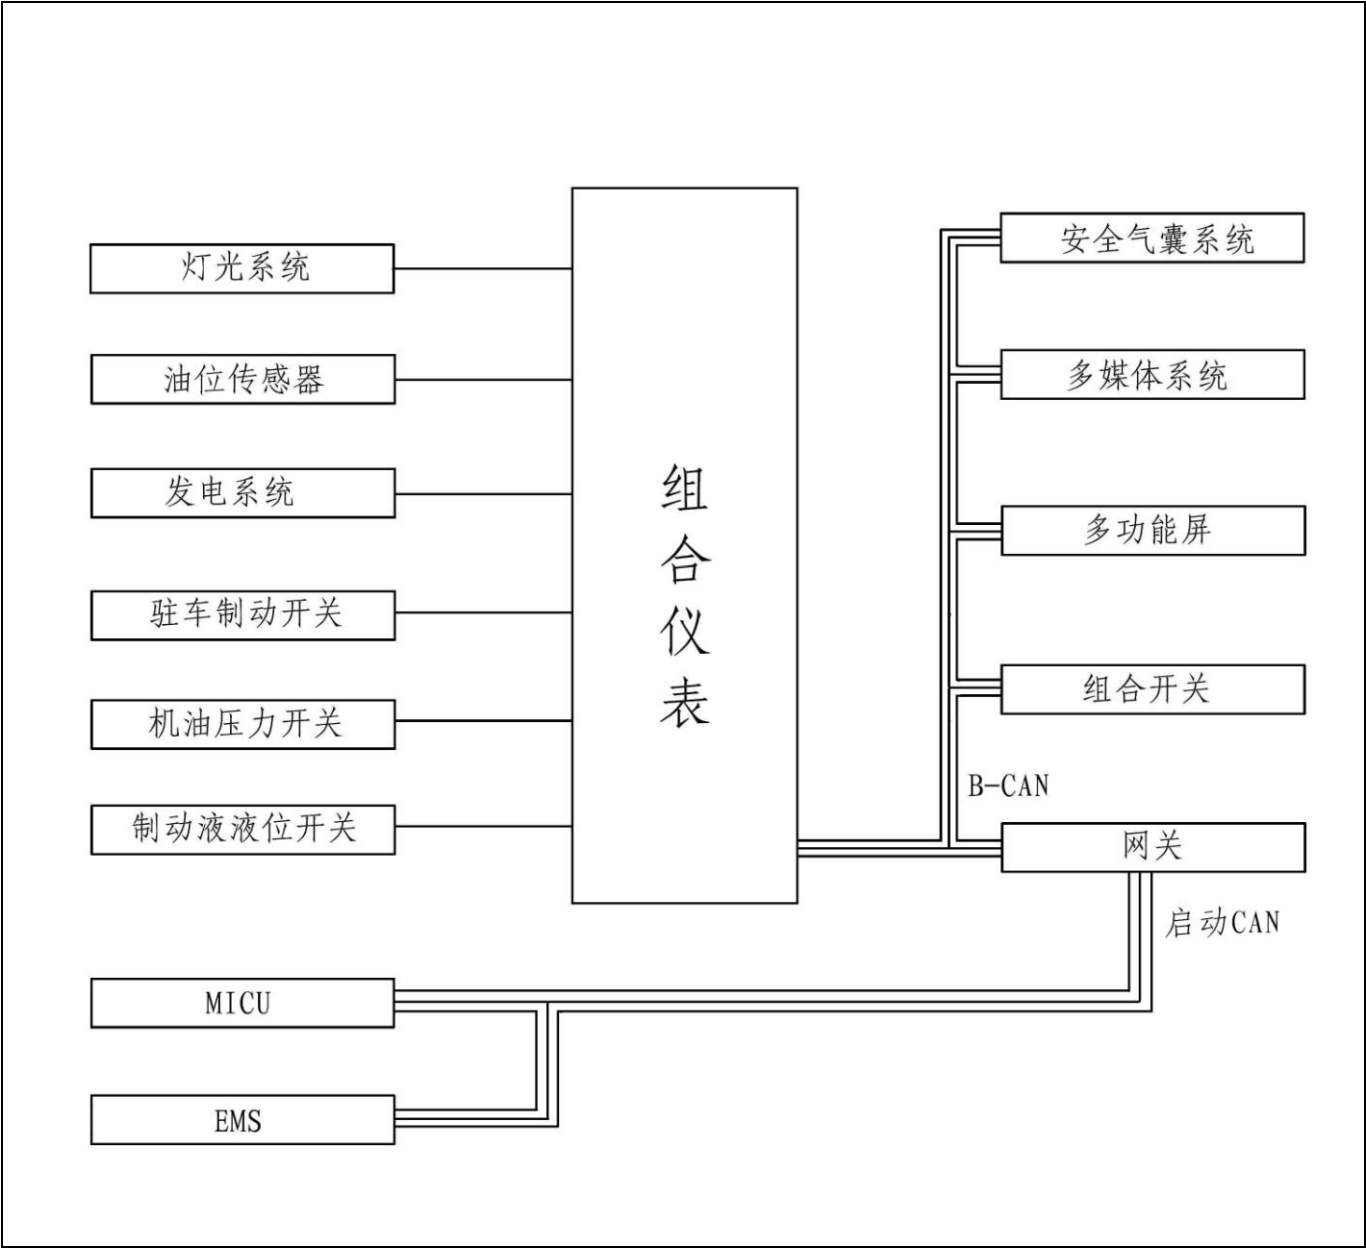 灯光系统
油位传感器
发电系统
驻车制动开关
机油压力开关
制动液液位开关
组合仪表
安全气囊系统
多媒体系统
多功能屏
组合开关
B-CAN
网关
启动CAN
MICU
EMS